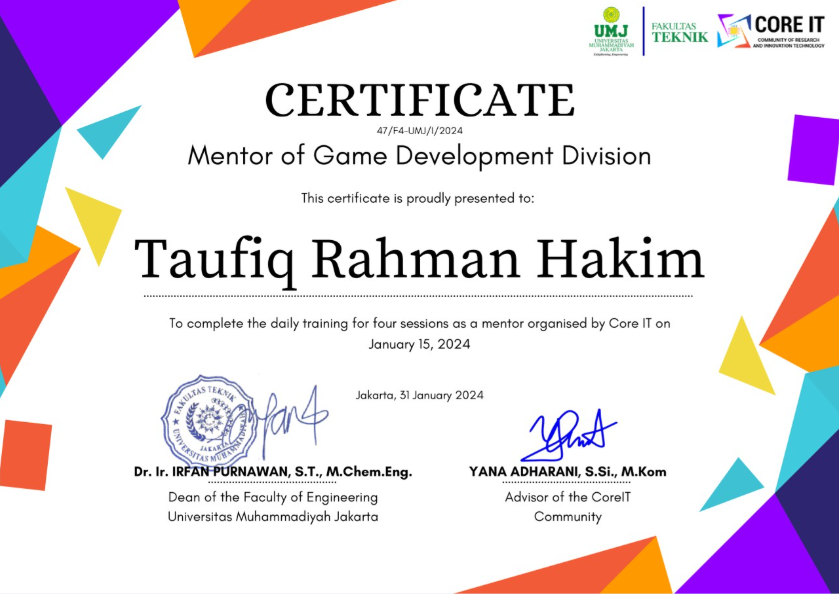 UMJ
UNIVERSITAS
MUHAMMADIYAH
JAKARTA
FAKULTAS
TEKNIK
CORE IT
COMMUNITY OF RESEARCH
AND INNOVATION TECHNOLOGY
CERTIFICATE
47/F4-UMJ/I/2024
Mentor of Game Development Division
This certificate is proudly presented to:
Taufiq Rahman Hakim
To complete the daily training for four sessions as a mentor organised by Core IT on
January 15, 2024
Jakarta, 31 January 2024
FAKULTAS TEKNIK
UNIVERSITAS MUHAMMADIYAH
JAKARTA
Dr. Ir. IRFAN PURNAWAN, S.T., M.Chem.Eng.
Dean of the Faculty of Engineering
Universitas Muhammadiyah Jakarta
YANA ADHARANI, S.Si., M.Kom
Advisor of the CoreIT
Community